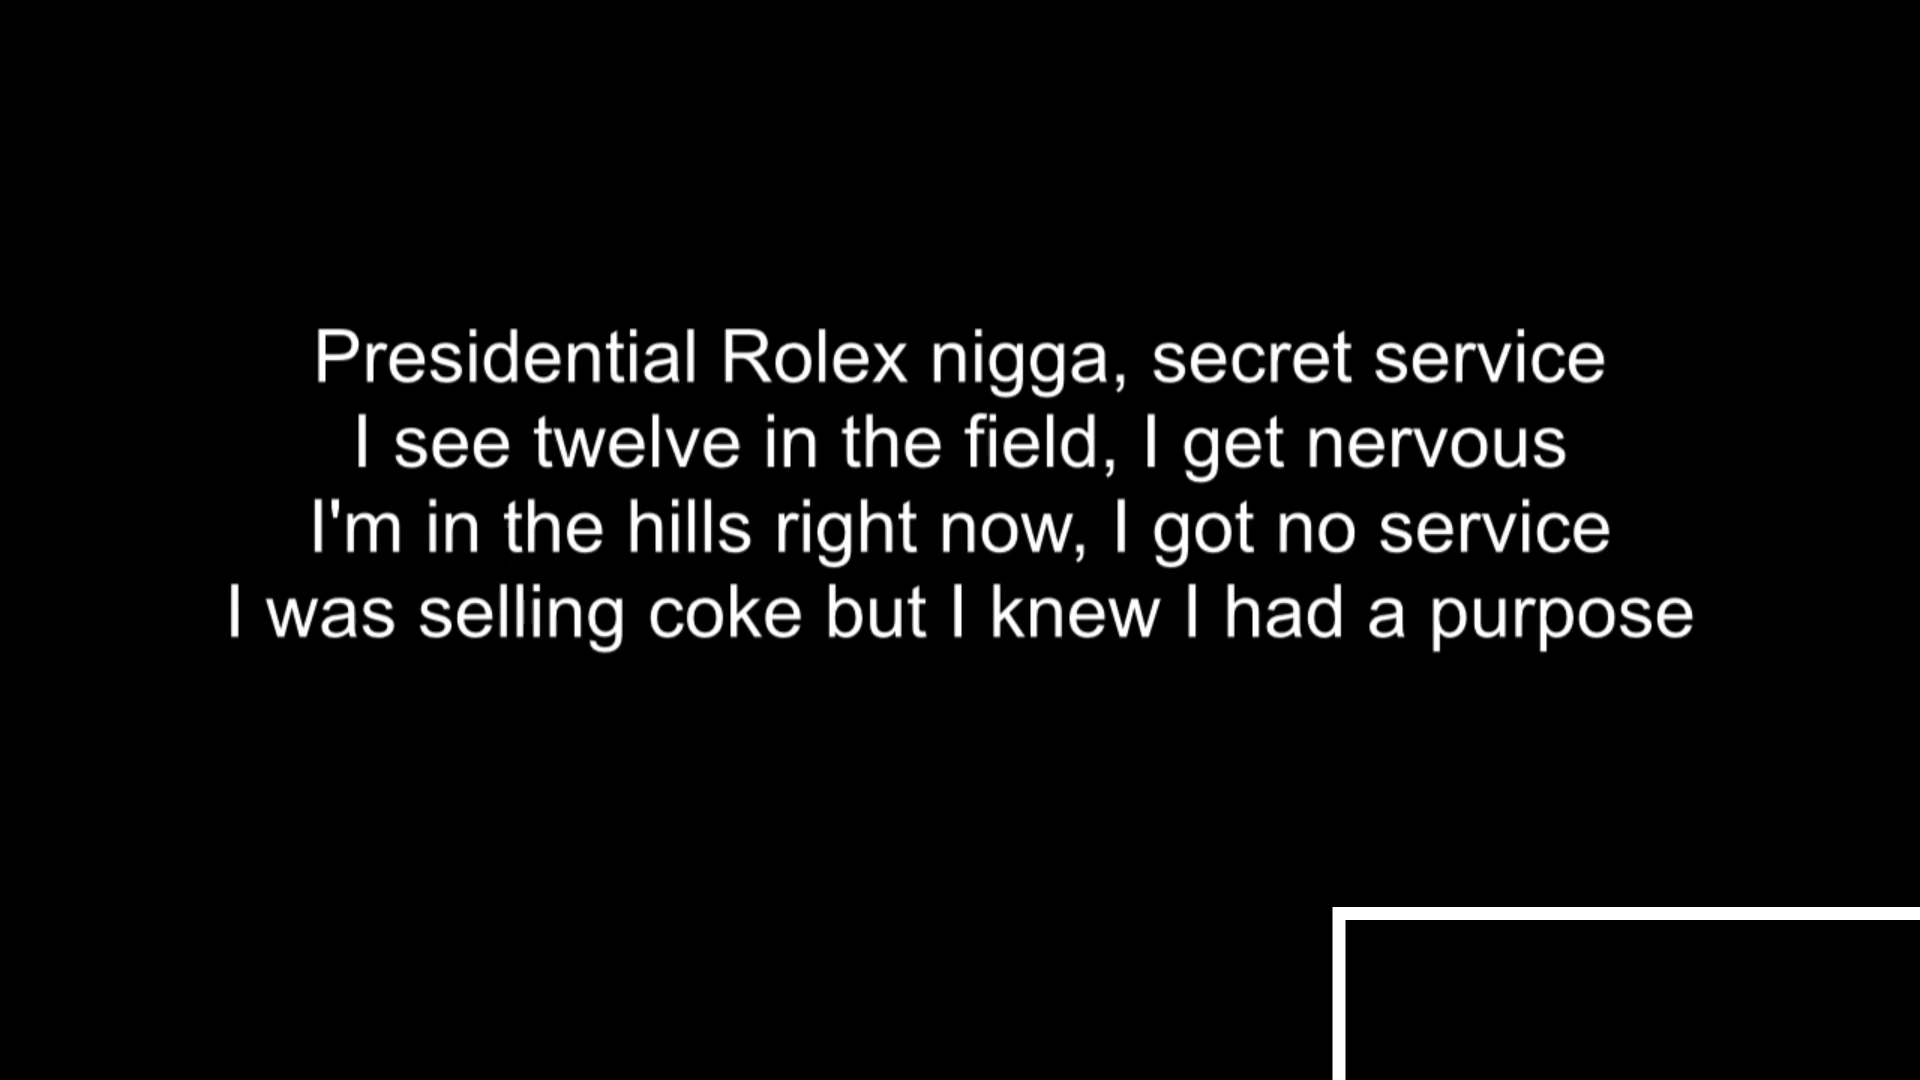 Presidential Rolex nigga, secret service
I see twelve in the field, I get nervous
I'm in the hills right now, I got no service
I was selling coke but I knew I had a purpose